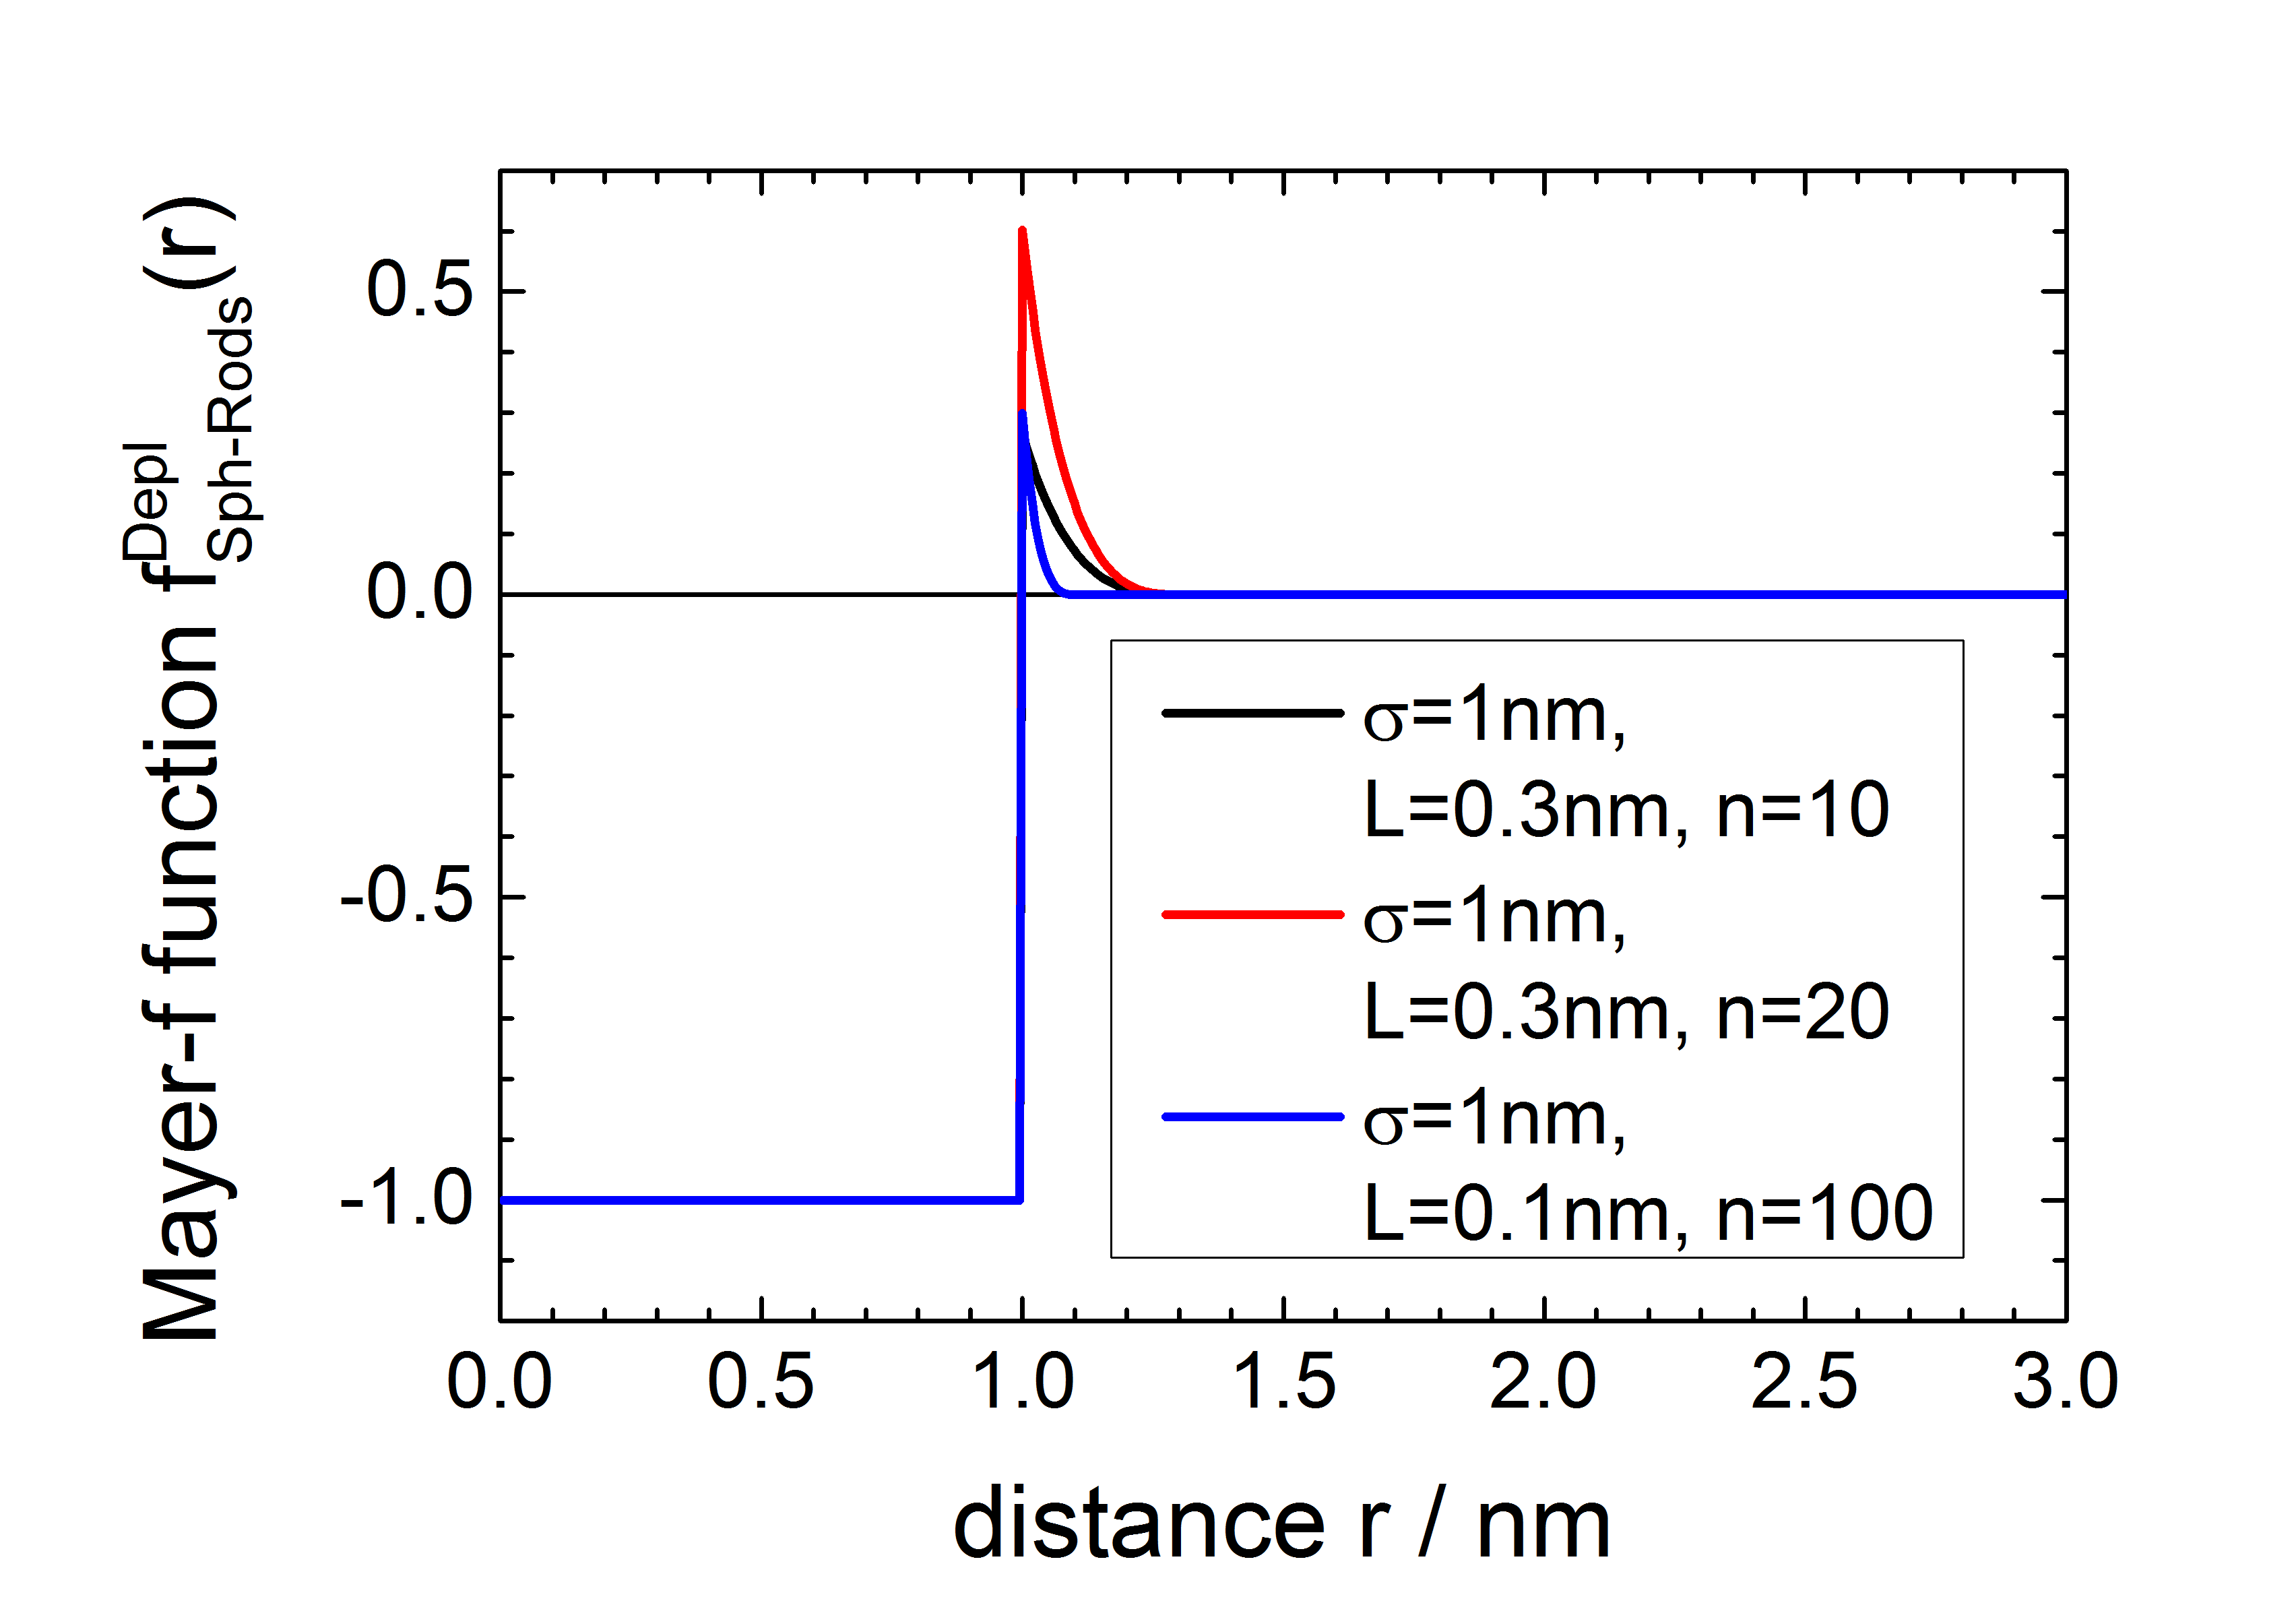 Mayer-f function f^Depl_Sph-Rods(r)
0.5
0.0
-0.5
-1.0
σ=1nm,
L=0.3nm, n=10
σ=1nm,
L=0.3nm, n=20
σ=1nm,
L=0.1nm, n=100
0.0 0.5 1.0 1.5 2.0 2.5 3.0
distance r / nm